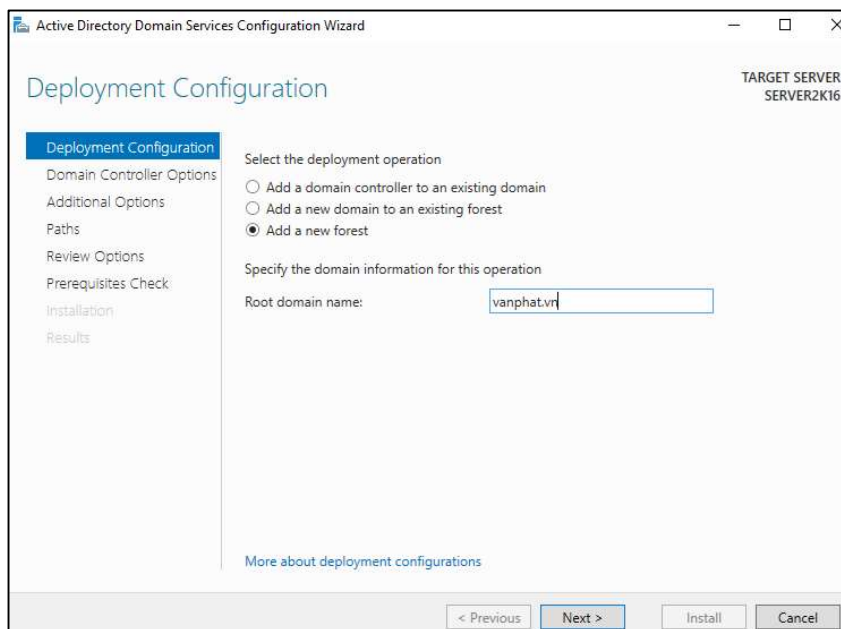 Active Directory Domain Services Configuration Wizard
Deployment Configuration
TARGET SERVER
SERVER2K16
Deployment Configuration
Domain Controller Options
Additional Options
Paths
Review Options
Prerequisites Check
Installation
Results
Select the deployment operation
Add a domain controller to an existing domain
Add a new domain to an existing forest
Add a new forest
Specify the domain information for this operation
Root domain name: vanphat.vn
More about deployment configurations
< Previous Next > Install Cancel